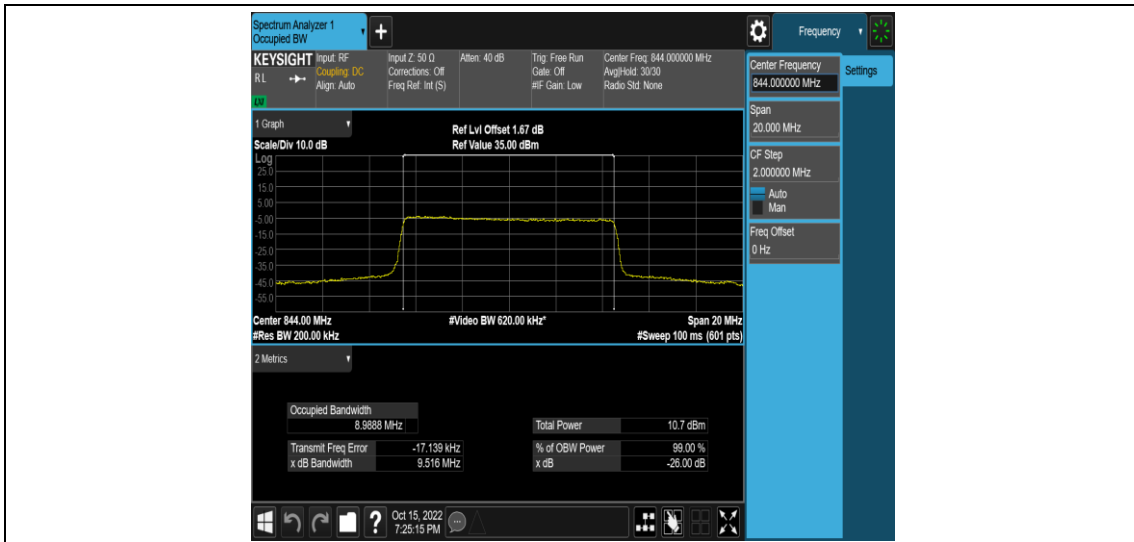 Spectrum Analyzer 1
Occupied BW
+
Frequency
KEYSIGHT
RL
LXI
Input: RF
Coupling: DC
Align: Auto
Input Z: 50 Ω
Corrections: Off
Freq Ref: Int (S)
Atten: 40 dB
Trig: Free Run
Gate: Off
#IF Gain: Low
Center Freq: 844.000000 MHz
Avg|Hold: 30/30
Radio Std: None
Center Frequency
844.000000 MHz
Settings
Span
20.000 MHz
CF Step
2.000000 MHz
Auto
Man
Freq Offset
0 Hz
1 Graph
Scale/Div 10.0 dB
Ref Lvl Offset 1.67 dB
Ref Value 35.00 dBm
Log
25.0
15.0
5.00
-5.00
-15.0
-25.0
-35.0
-45.0
-55.0
Center 844.00 MHz
#Video BW 620.00 kHz*
Span 20 MHz
#Res BW 200.00 kHz
#Sweep 100 ms (601 pts)
2 Metrics
Occupied Bandwidth
8.9888 MHz
Total Power 10.7 dBm
Transmit Freq Error -17.139 kHz
% of OBW Power 99.00 %
x dB Bandwidth 9.516 MHz
x dB -26.00 dB
?
Oct 15, 2022
7:25:15 PM